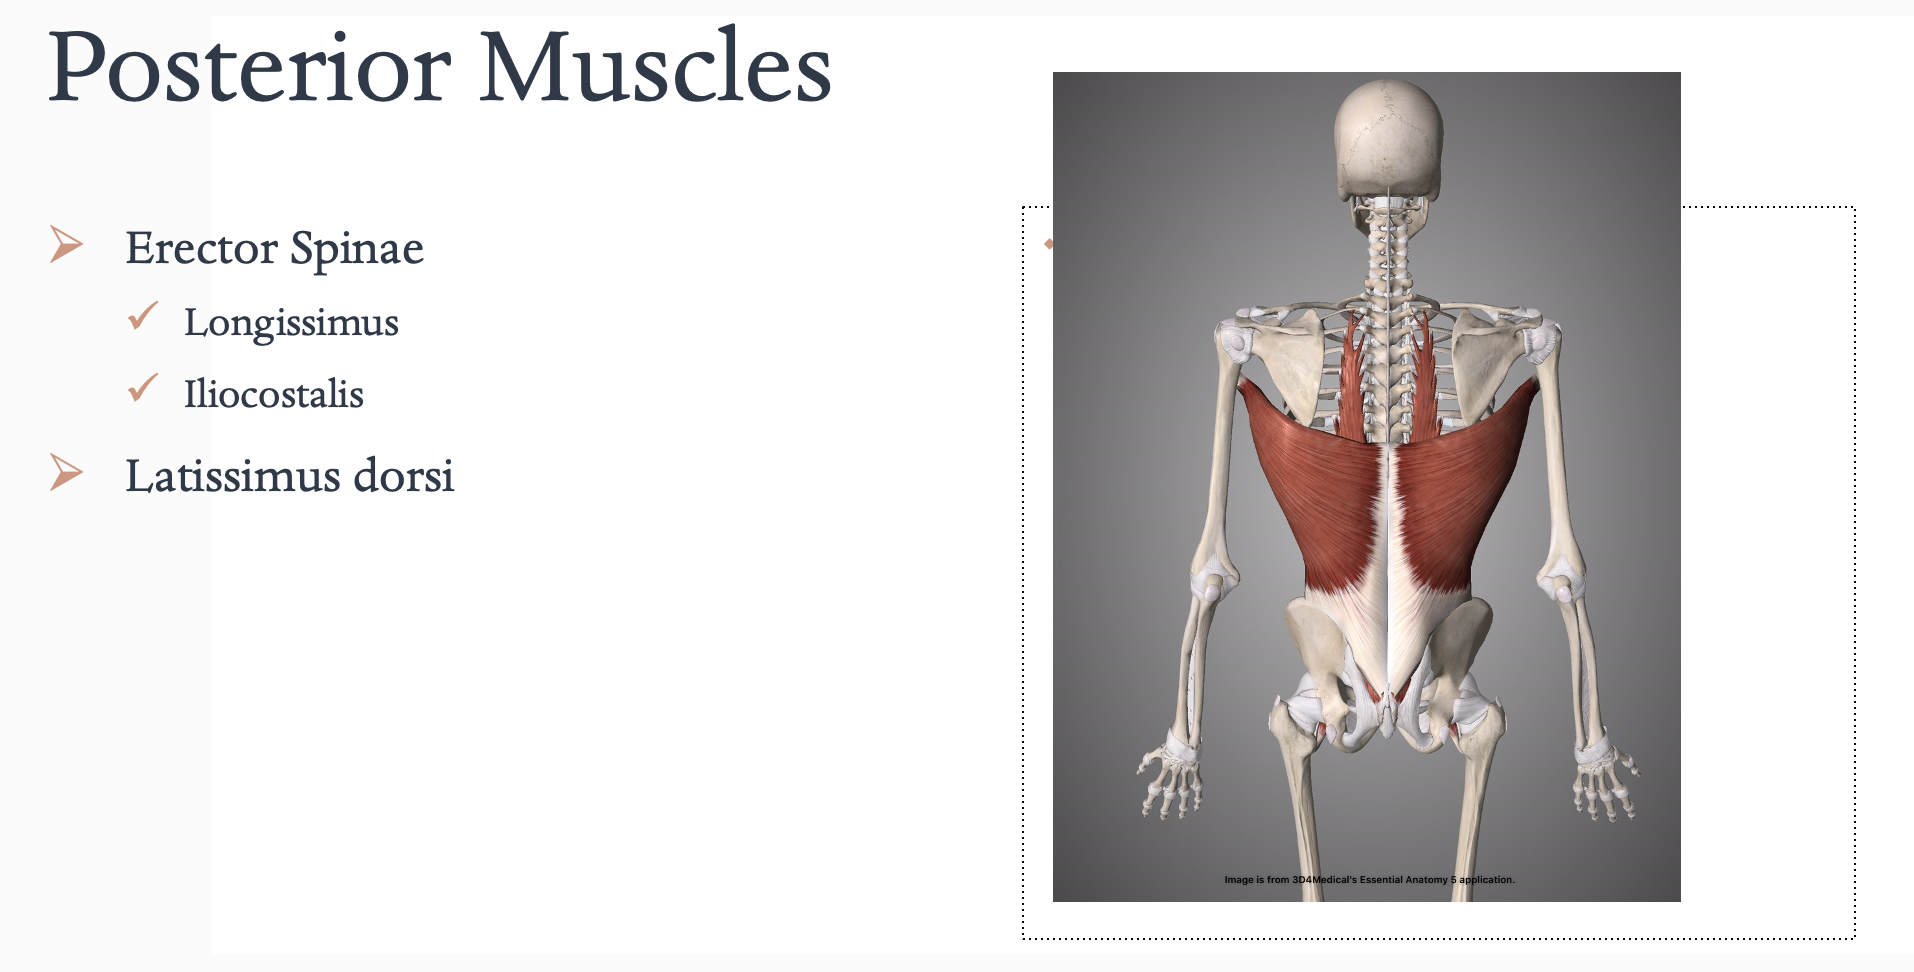 Posterior Muscles
Erector Spinae
Longissimus
Iliocostalis
Latissimus dorsi
Image is from 3D4Medical's Essential Anatomy 5 application.